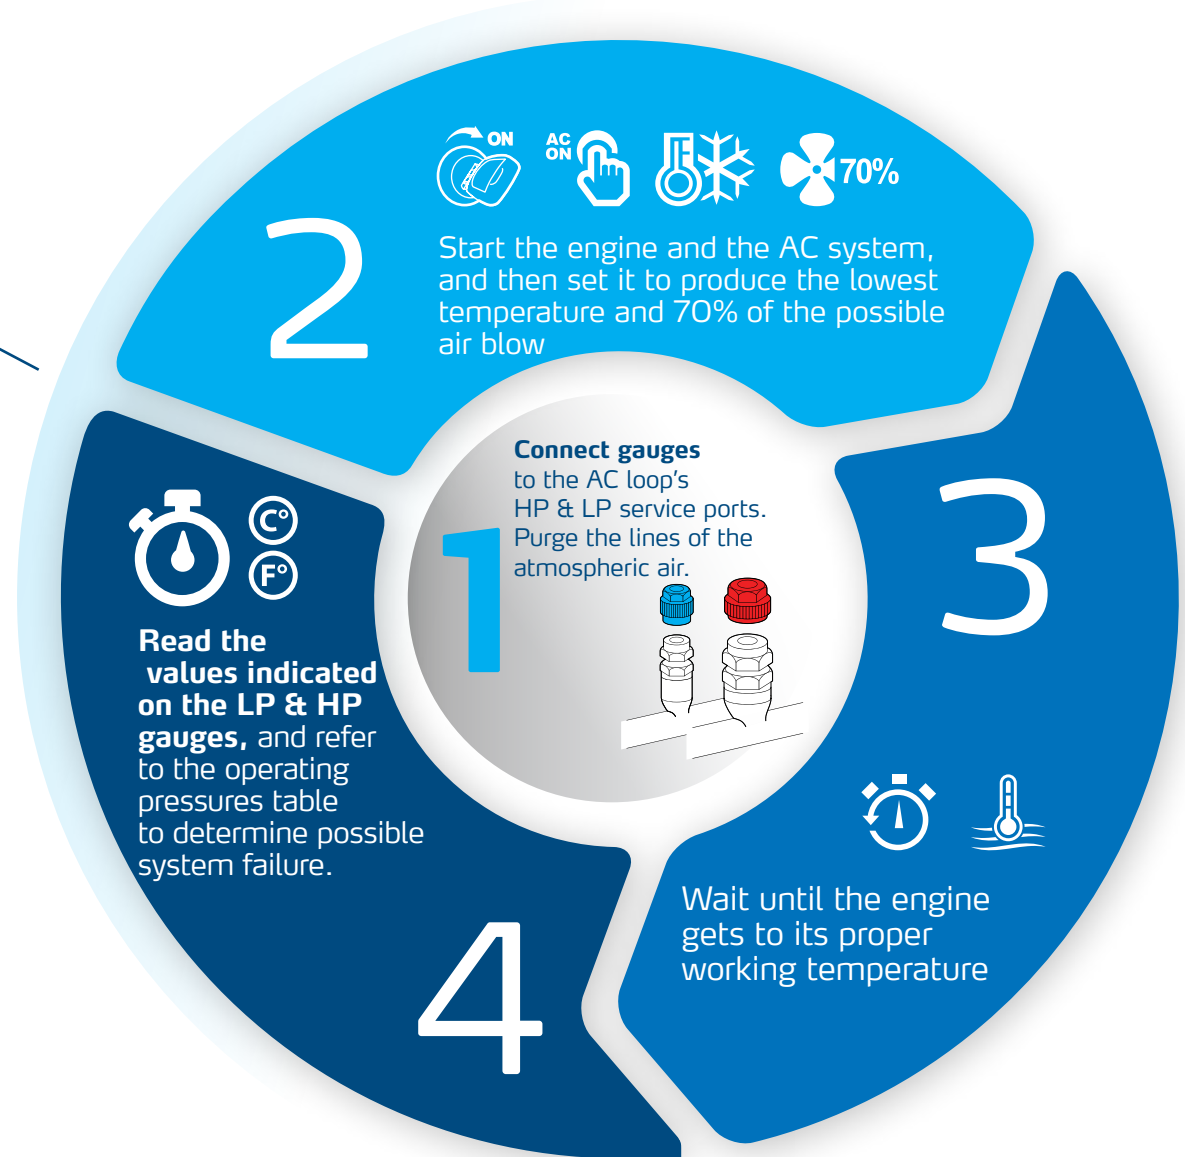 1
Connect gauges
to the AC loop's
HP & LP service ports.
Purge the lines of the
atmospheric air.
2
ON
AC
ON
70%
Start the engine and the AC system,
and then set it to produce the lowest
temperature and 70% of the possible
air blow
3
Wait until the engine
gets to its proper
working temperature
4
C°
F°
Read the
values indicated
on the LP & HP
gauges, and refer
to the operating
pressures table
to determine possible
system failure.